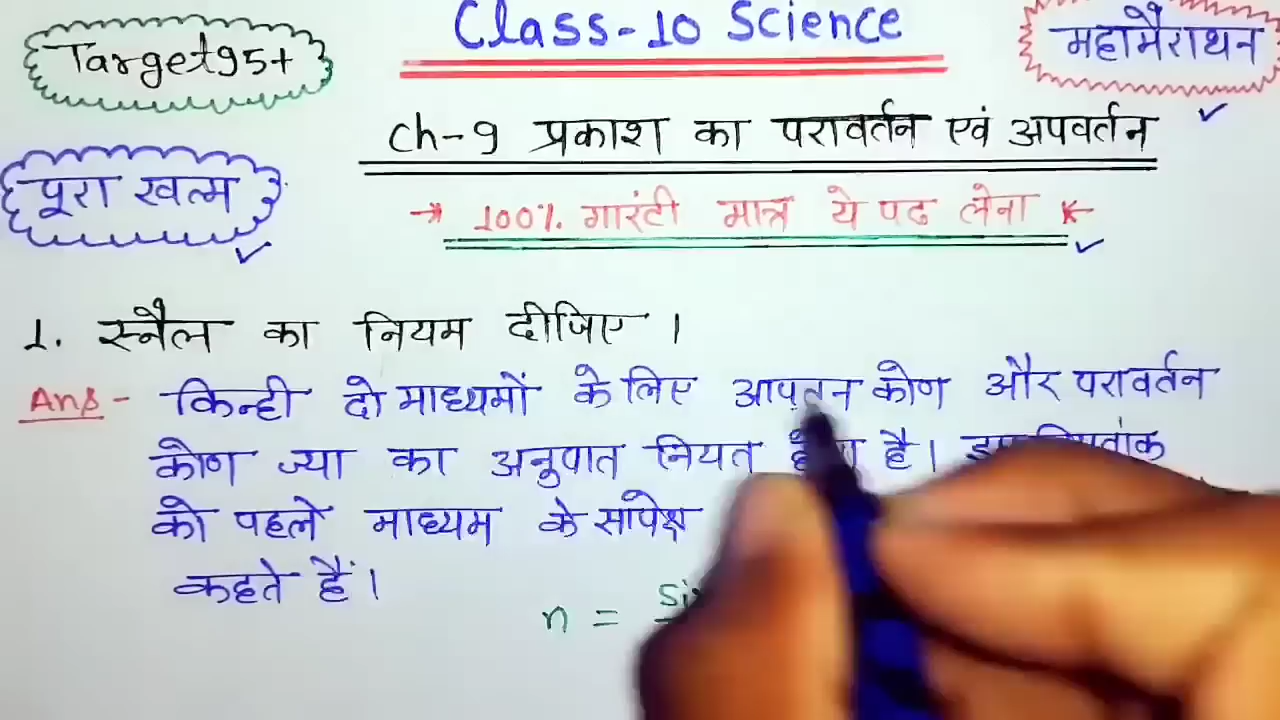 Class-10 Science
Target95+
महामैराथन
Ch-9 प्रकाश का परावर्तन एवं अपवर्तन
पूरा खत्म
→ 100% गारंटी मात्र ये पढ लेना ←
1. स्नैल का नियम दीजिए ।
Ans - किन्ही दो माध्यमों के लिए आपतन कोण और परावर्तन
कोण ज्या का अनुपात नियत है।
को पहले माध्यम के सापेक्ष
कहते हैं।
n =